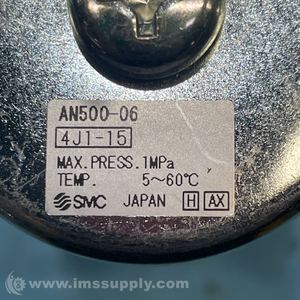 AN500-06
4J1-15
MAX.PRESS.1MPa
TEMP. 5~60℃
SMC JAPAN H AX
© www.imssupply.com